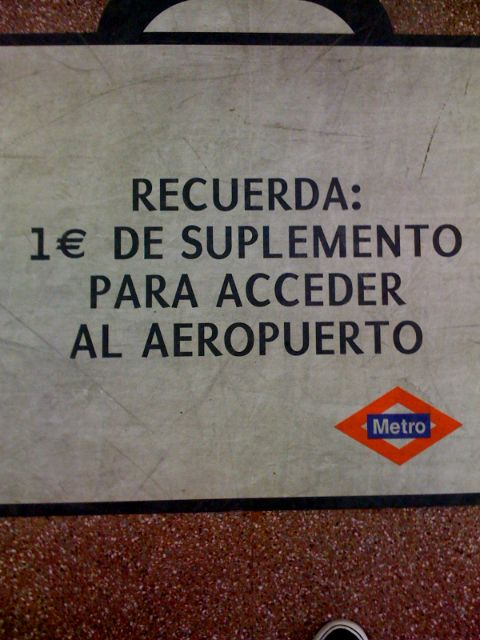 RECUERDA:
1€ DE SUPLEMENTO
PARA ACCEDER
AL AEROPUERTO
Metro